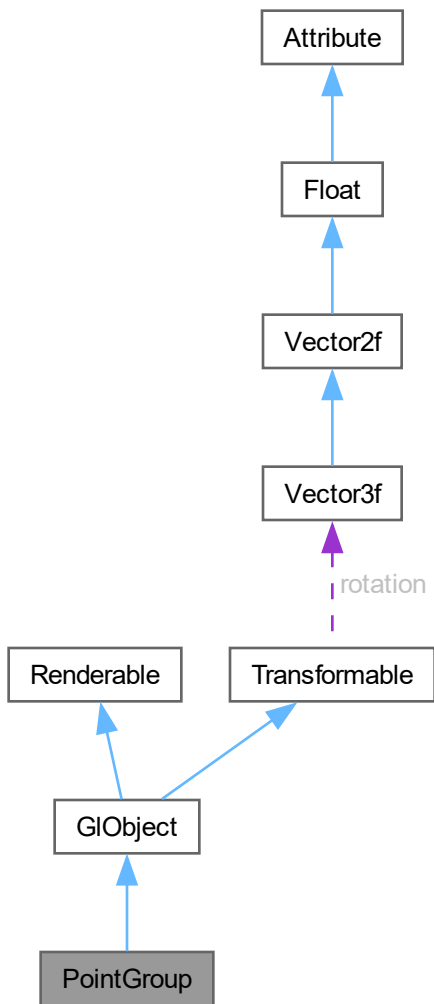 Attribute
Float
Vector2f
Vector3f
rotation
Renderable
Transformable
GlObject
PointGroup